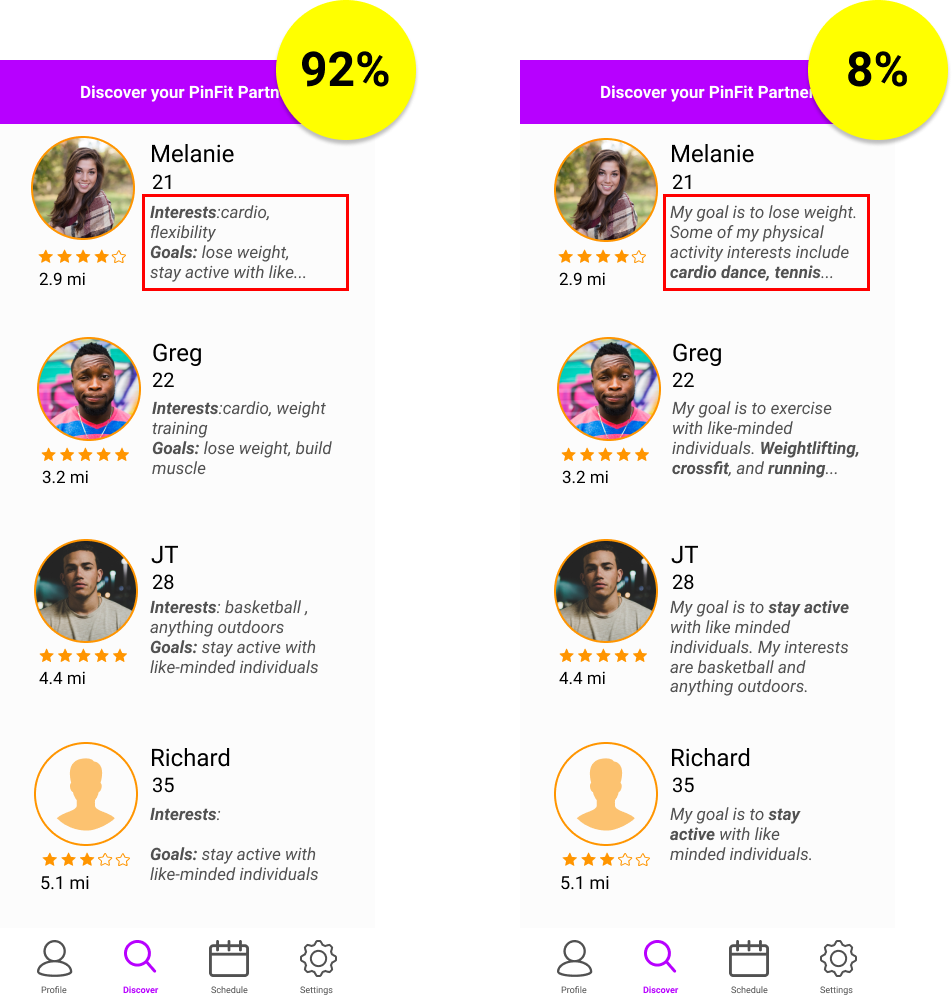 92%
Discover your PinFit Partn
Melanie
21
Interests:cardio,
flexibility
Goals: lose weight,
stay active with like...
2.9 mi
Greg
22
Interests:cardio, weight
training
Goals: lose weight, build
muscle
3.2 mi
JT
28
Interests: basketball ,
anything outdoors
Goals: stay active with
like-minded individuals
4.4 mi
Richard
35
Interests:
Goals: stay active with
like-minded individuals
5.1 mi
Profile
Discover
Schedule
Settings
8%
Discover your PinFit Partner
Melanie
21
My goal is to lose weight.
Some of my physical
activity interests include
cardio dance, tennis...
2.9 mi
Greg
22
My goal is to exercise
with like-minded
individuals. Weightlifting,
crossfit, and running...
3.2 mi
JT
28
My goal is to stay active
with like minded
individuals. My interests
are basketball and
anything outdoors.
4.4 mi
Richard
35
My goal is to stay
active with like
minded individuals.
5.1 mi
Profile
Discover
Schedule
Settings